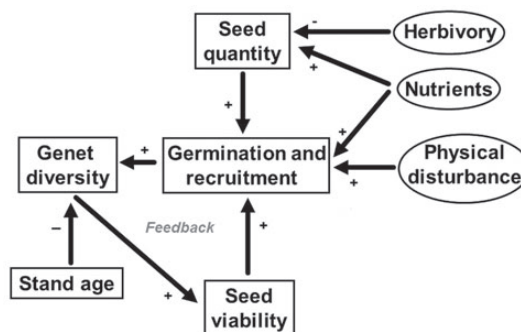 Seed
quantity
-
Herbivory
+
Nutrients
+
+
Genet
diversity
+
Germination and
recruitment
+
Physical
disturbance
Feedback
–
+
Stand age
+
Seed
viability